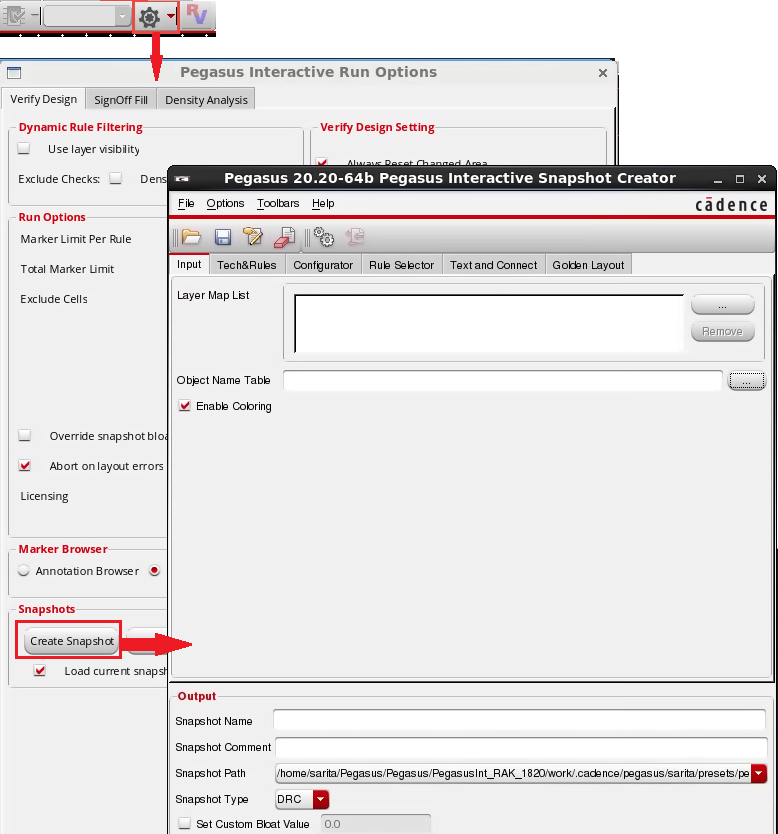 RV
Pegasus Interactive Run Options
Verify Design SignOff Fill Density Analysis
Dynamic Rule Filtering
Verify Design Setting
Use layer visibility
Always Reset Changed Area
Exclude Checks:
Pegasus 20.20-64b Pegasus Interactive Snapshot Creator
File Options Toolbars Help
cādence
Input Tech&Rules Configurator Rule Selector Text and Connect Golden Layout
Layer Map List
...
Remove
Object Name Table
...
Enable Coloring
Run Options
Marker Limit Per Rule
Total Marker Limit
Exclude Cells
Override snapshot bloa
Abort on layout errors
Licensing
Marker Browser
Annotation Browser
Snapshots
Create Snapshot
Load current snapsh
Output
Snapshot Name
Snapshot Comment
Snapshot Path /home/sarita/Pegasus/Pegasus/PegasusInt_RAK_1820/work/.cadence/pegasus/sarita/presets/pe
Snapshot Type DRC
Set Custom Bloat Value 0.0